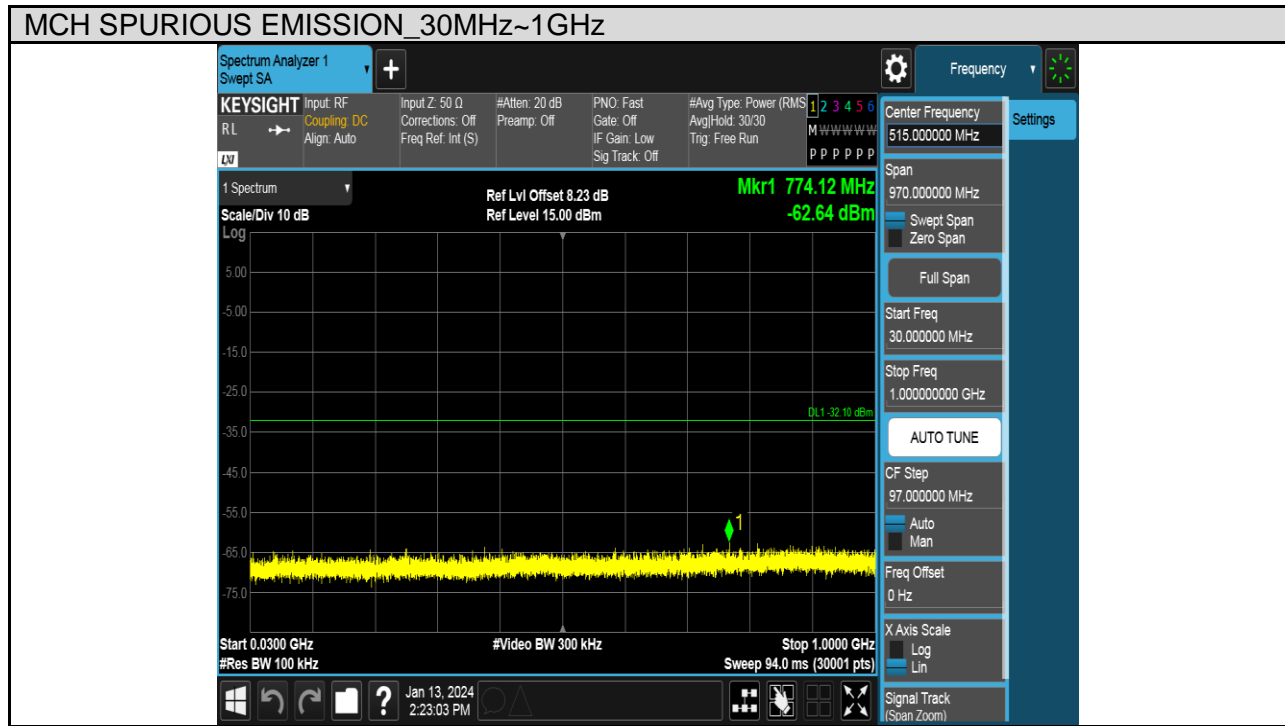 MCH SPURIOUS EMISSION_30MHz~1GHz
Spectrum Analyzer 1
Swept SA
Frequency
KEYSIGHT
RL
LXI
Input: RF
Coupling: DC
Align: Auto
Input Z: 50 Ω
Corrections: Off
Freq Ref: Int (S)
#Atten: 20 dB
Preamp: Off
PNO: Fast
Gate: Off
IF Gain: Low
Sig Track: Off
#Avg Type: Power (RMS
Avg|Hold: 30/30
Trig: Free Run
1 2 3 4 5 6
M W W W W W
P P P P P P
1 Spectrum
Scale/Div 10 dB
Log
Ref Lvl Offset 8.23 dB
Ref Level 15.00 dBm
Mkr1 774.12 MHz
-62.64 dBm
5.00
-5.00
-15.0
-25.0
DL1 -32.10 dBm
-35.0
-45.0
-55.0
1
-65.0
-75.0
Start 0.0300 GHz
#Res BW 100 kHz
#Video BW 300 kHz
Stop 1.0000 GHz
Sweep 94.0 ms (30001 pts)
?
Jan 13, 2024
2:23:03 PM
Center Frequency
515.000000 MHz
Span
970.000000 MHz
Swept Span
Zero Span
Full Span
Start Freq
30.000000 MHz
Stop Freq
1.000000000 GHz
AUTO TUNE
CF Step
97.000000 MHz
Auto
Man
Freq Offset
0 Hz
X Axis Scale
Log
Lin
Signal Track
(Span Zoom)
Settings